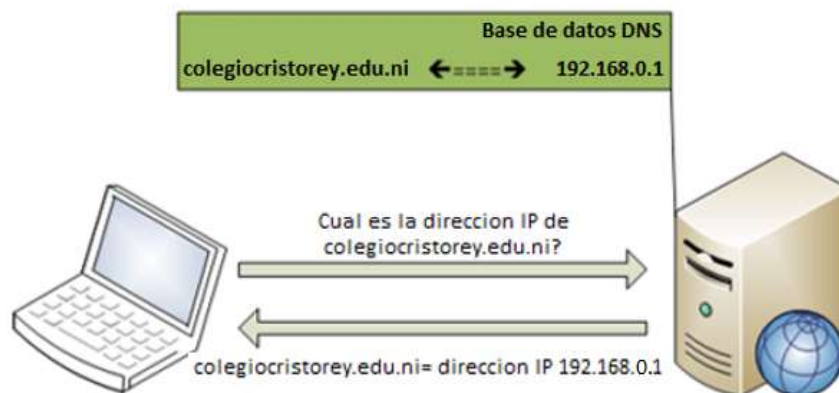 Base de datos DNS
colegiocristorey.edu.ni 192.168.0.1
Cual es la direccion IP de
colegiocristorey.edu.ni?
colegiocristorey.edu.ni= direccion IP 192.168.0.1